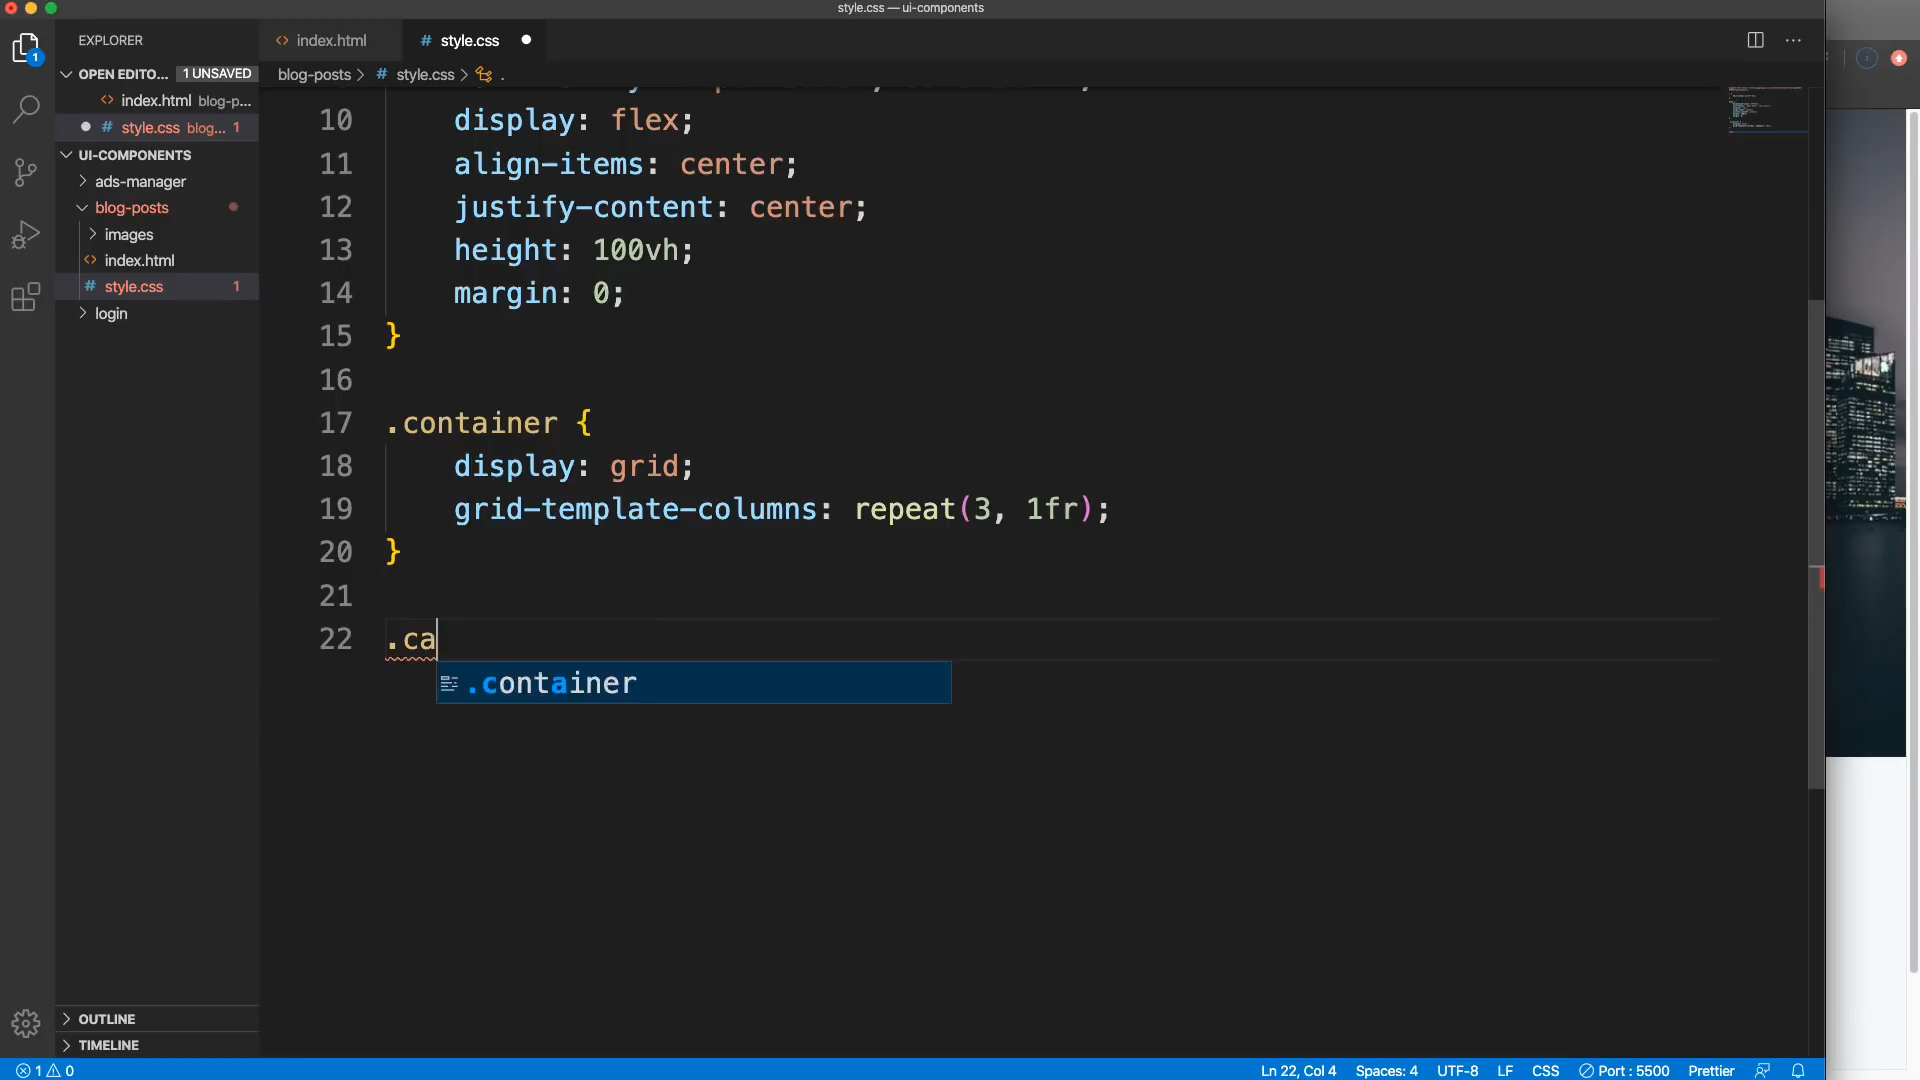 style.css — ui-components
EXPLORER
index.html
style.css
OPEN EDITO... 1 UNSAVED
index.html blog-p...
style.css blog... 1
UI-COMPONENTS
ads-manager
blog-posts
images
index.html
style.css 1
login
OUTLINE
TIMELINE
blog-posts > # style.css > .
10 display: flex;
11 align-items: center;
12 justify-content: center;
13 height: 100vh;
14 margin: 0;
15 }
16
17 .container {
18 display: grid;
19 grid-template-columns: repeat(3, 1fr);
20 }
21
22 .ca
.container
1
1 0
Ln 22, Col 4 Spaces: 4 UTF-8 LF CSS Port : 5500 Prettier